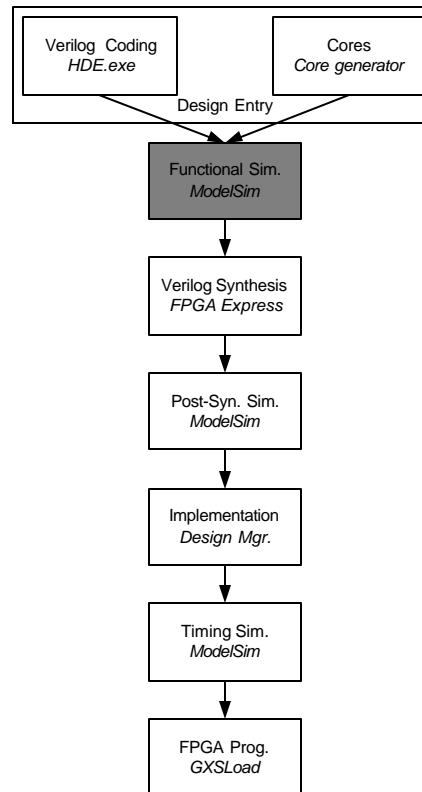 Verilog Coding
HDE.exe
Cores
Core generator
Design Entry
Functional Sim.
ModelSim
Verilog Synthesis
FPGA Express
Post-Syn. Sim.
ModelSim
Implementation
Design Mgr.
Timing Sim.
ModelSim
FPGA Prog.
GXSLoad